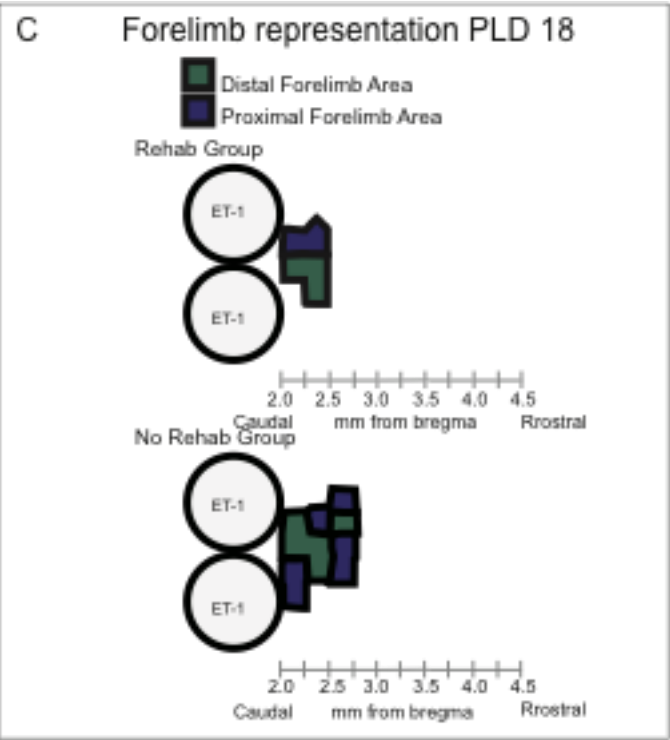 C Forelimb representation PLD 18
Distal Forelimb Area
Proximal Forelimb Area
Rehab Group
ET-1
ET-1
2.0 2.5 3.0 3.5 4.0 4.5
Caudal mm from bregma Rrostral
No Rehab Group
ET-1
ET-1
2.0 2.5 3.0 3.5 4.0 4.5
Caudal mm from bregma Rrostral